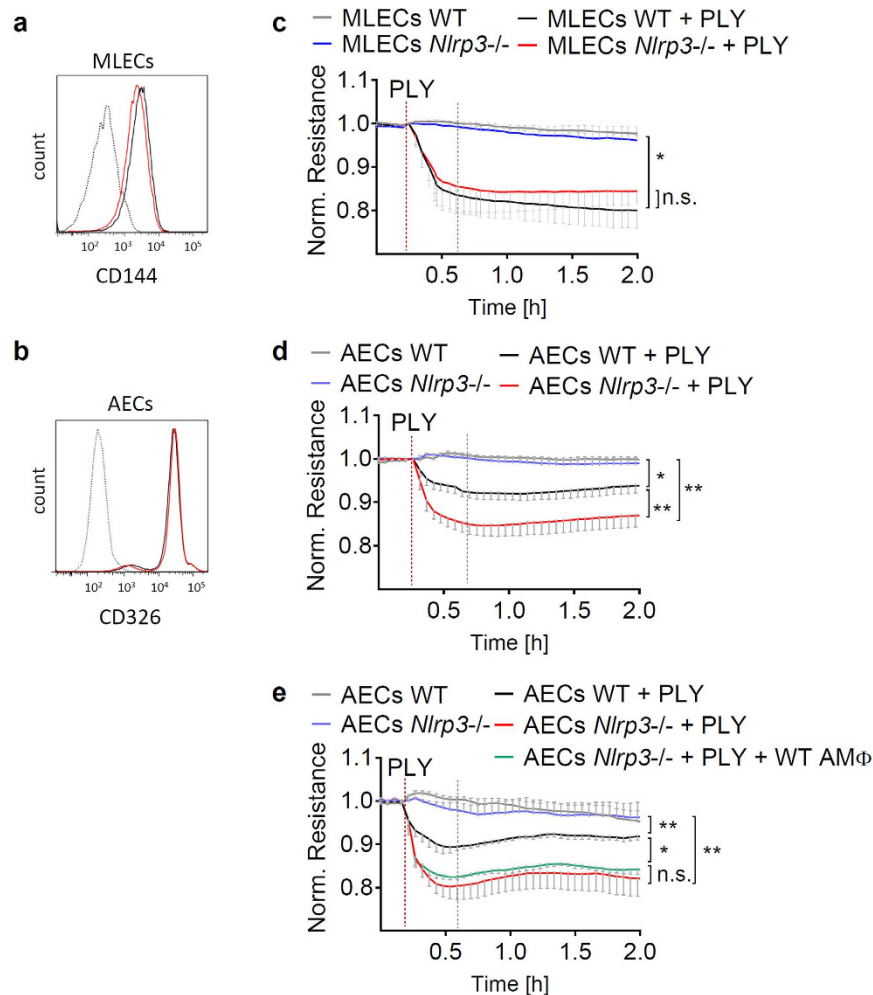 a
MLECs
count
10² 10³ 10⁴ 10⁵
CD144
b
AECs
count
10² 10³ 10⁴ 10⁵
CD326
c
MLECs WT MLECs WT + PLY
MLECs Nlrp3-/- MLECs Nlrp3-/- + PLY
Norm. Resistance
1.1
PLY
1.0
0.9
0.8
*
n.s.
0.5 1.0 1.5 2.0
Time [h]
d
AECs WT AECs WT + PLY
AECs Nlrp3-/- AECs Nlrp3-/- + PLY
Norm. Resistance
1.1
PLY
1.0
0.9
0.8
*
**
**
0.5 1.0 1.5 2.0
Time [h]
e
AECs WT AECs WT + PLY
AECs Nlrp3-/- AECs Nlrp3-/- + PLY
AECs Nlrp3-/- + PLY + WT AMΦ
Norm. Resistance
1.1
PLY
1.0
0.9
0.8
**
*
**
n.s.
0.5 1.0 1.5 2.0
Time [h]